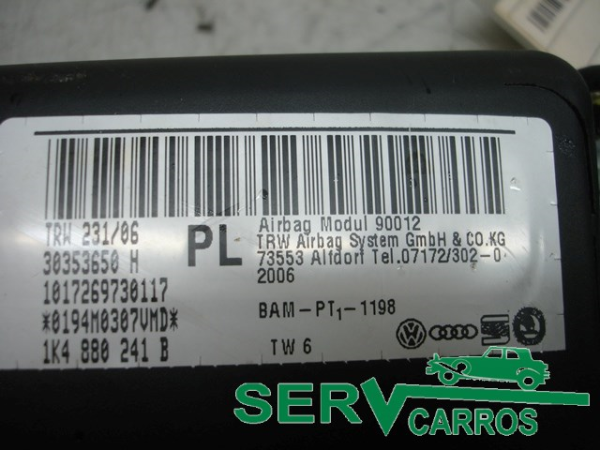 TRW 231/06
30353650 H
1017269730117
*0194M0307VMD*
1K4 880 241 B
PL
Airbag Modul 90012
TRW Airbag System GmbH & CO.KG
73553 Alfdorf Tel.07172/302-0
2006
BAM-PT1-1198
TW 6
SERV
CARROS